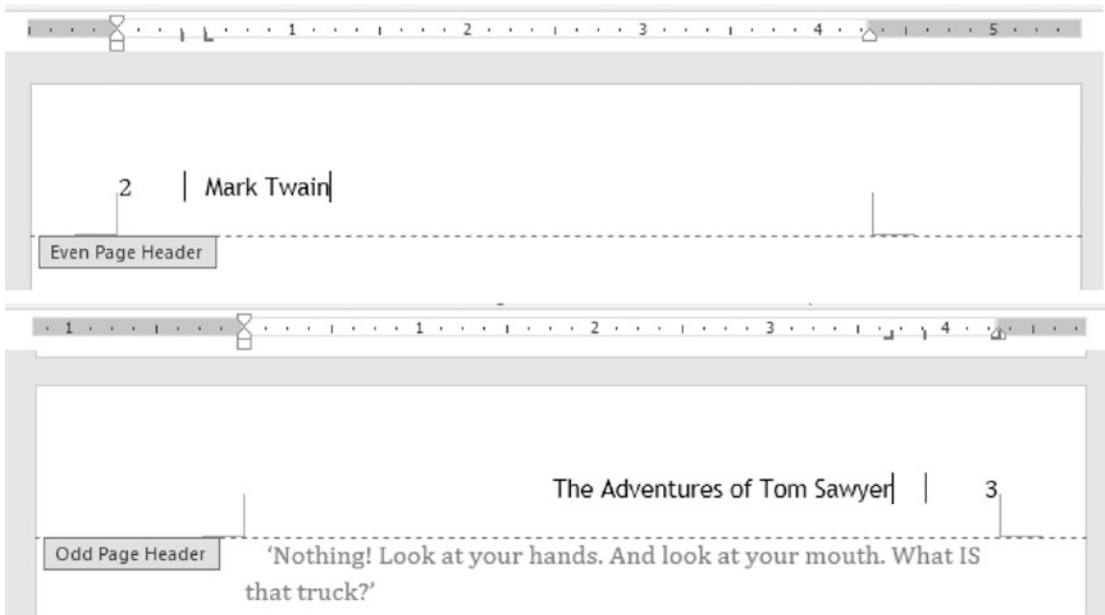 1 2 3 4 5
2 | Mark Twain
Even Page Header
1 1 2 3 4
The Adventures of Tom Sawyer | 3
Odd Page Header
‘Nothing! Look at your hands. And look at your mouth. What IS
that truck?’